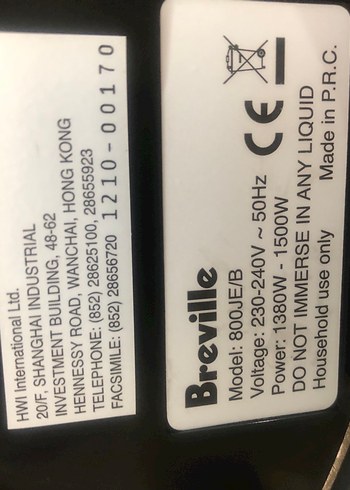 HWI International Ltd.
20/F, SHANGHAI INDUSTRIAL
INVESTMENT BUILDING, 48-62
HENNESSY ROAD, WANCHAI, HONG KONG
TELEPHONE: (852) 28625100, 28655923
FACSIMILE: (852) 28656720
1210-00170
Breville
Model: 800JE/B
Voltage: 230-240V ~ 50Hz
Power: 1380W - 1500W
DO NOT IMMERSE IN ANY LIQUID
Household use only Made in P.R.C.
CE